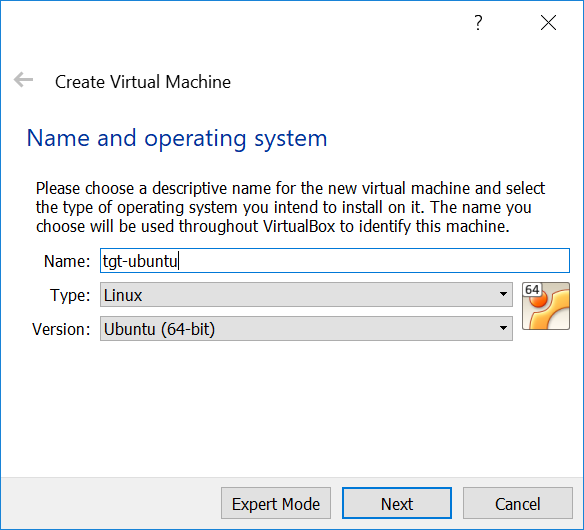 ?
Create Virtual Machine
Name and operating system
Please choose a descriptive name for the new virtual machine and select
the type of operating system you intend to install on it. The name you
choose will be used throughout VirtualBox to identify this machine.
Name: tgt-ubuntu
Type: Linux
64
Version: Ubuntu (64-bit)
Expert Mode Next Cancel